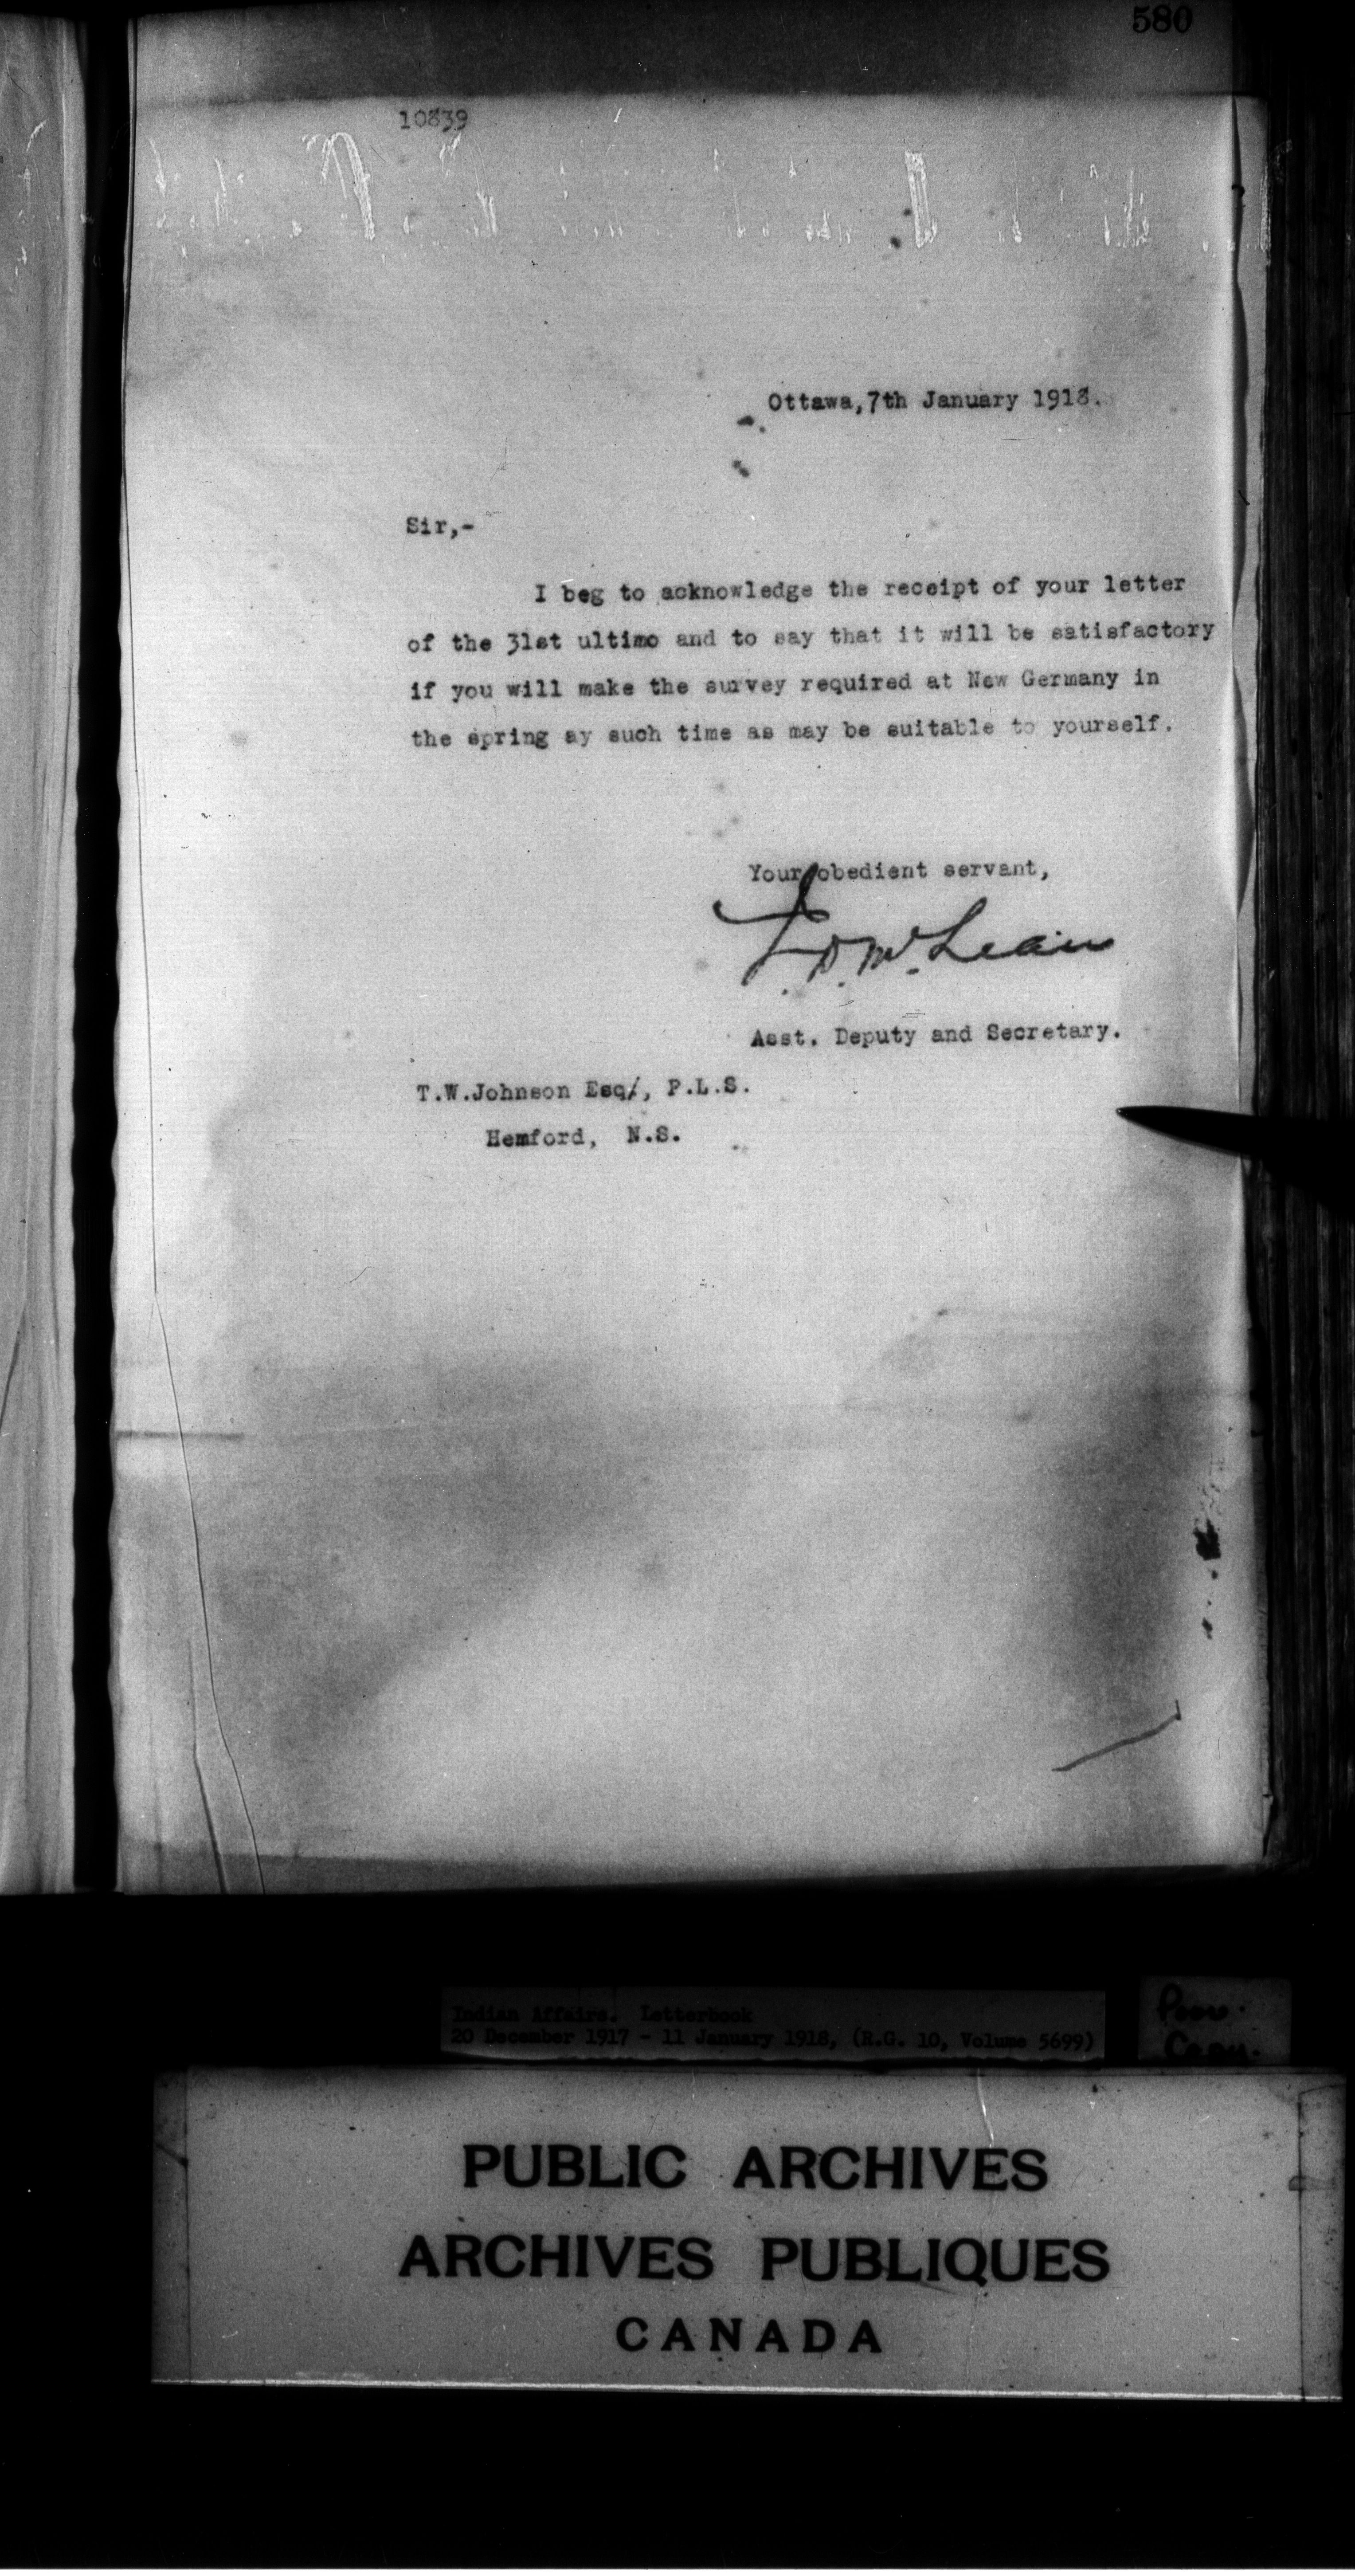 580
10839
Ottawa,7th January 1918.
Sir,-
I beg to acknowledge the receipt of your letter
of the 31st ultimo and to say that it will be satisfactory
if you will make the survey required at New Germany in
the spring ay such time as may be suitable to yourself.
Your obedient servant,
J.D.McLean
Asst. Deputy and Secretary.
T.W.Johnson Esq/, P.L.S.
Hemford, N.S.
Indian Affairs. Letterbook
20 December 1917 - 11 January 1918, (R.G. 10, Volume 5699)
Poor
Copy.
PUBLIC ARCHIVES
ARCHIVES PUBLIQUES
CANADA